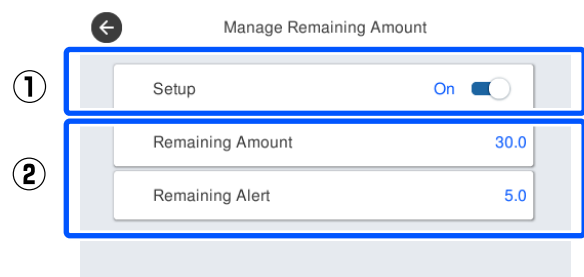 Manage Remaining Amount
①
Setup On
Remaining Amount 30.0
②
Remaining Alert 5.0